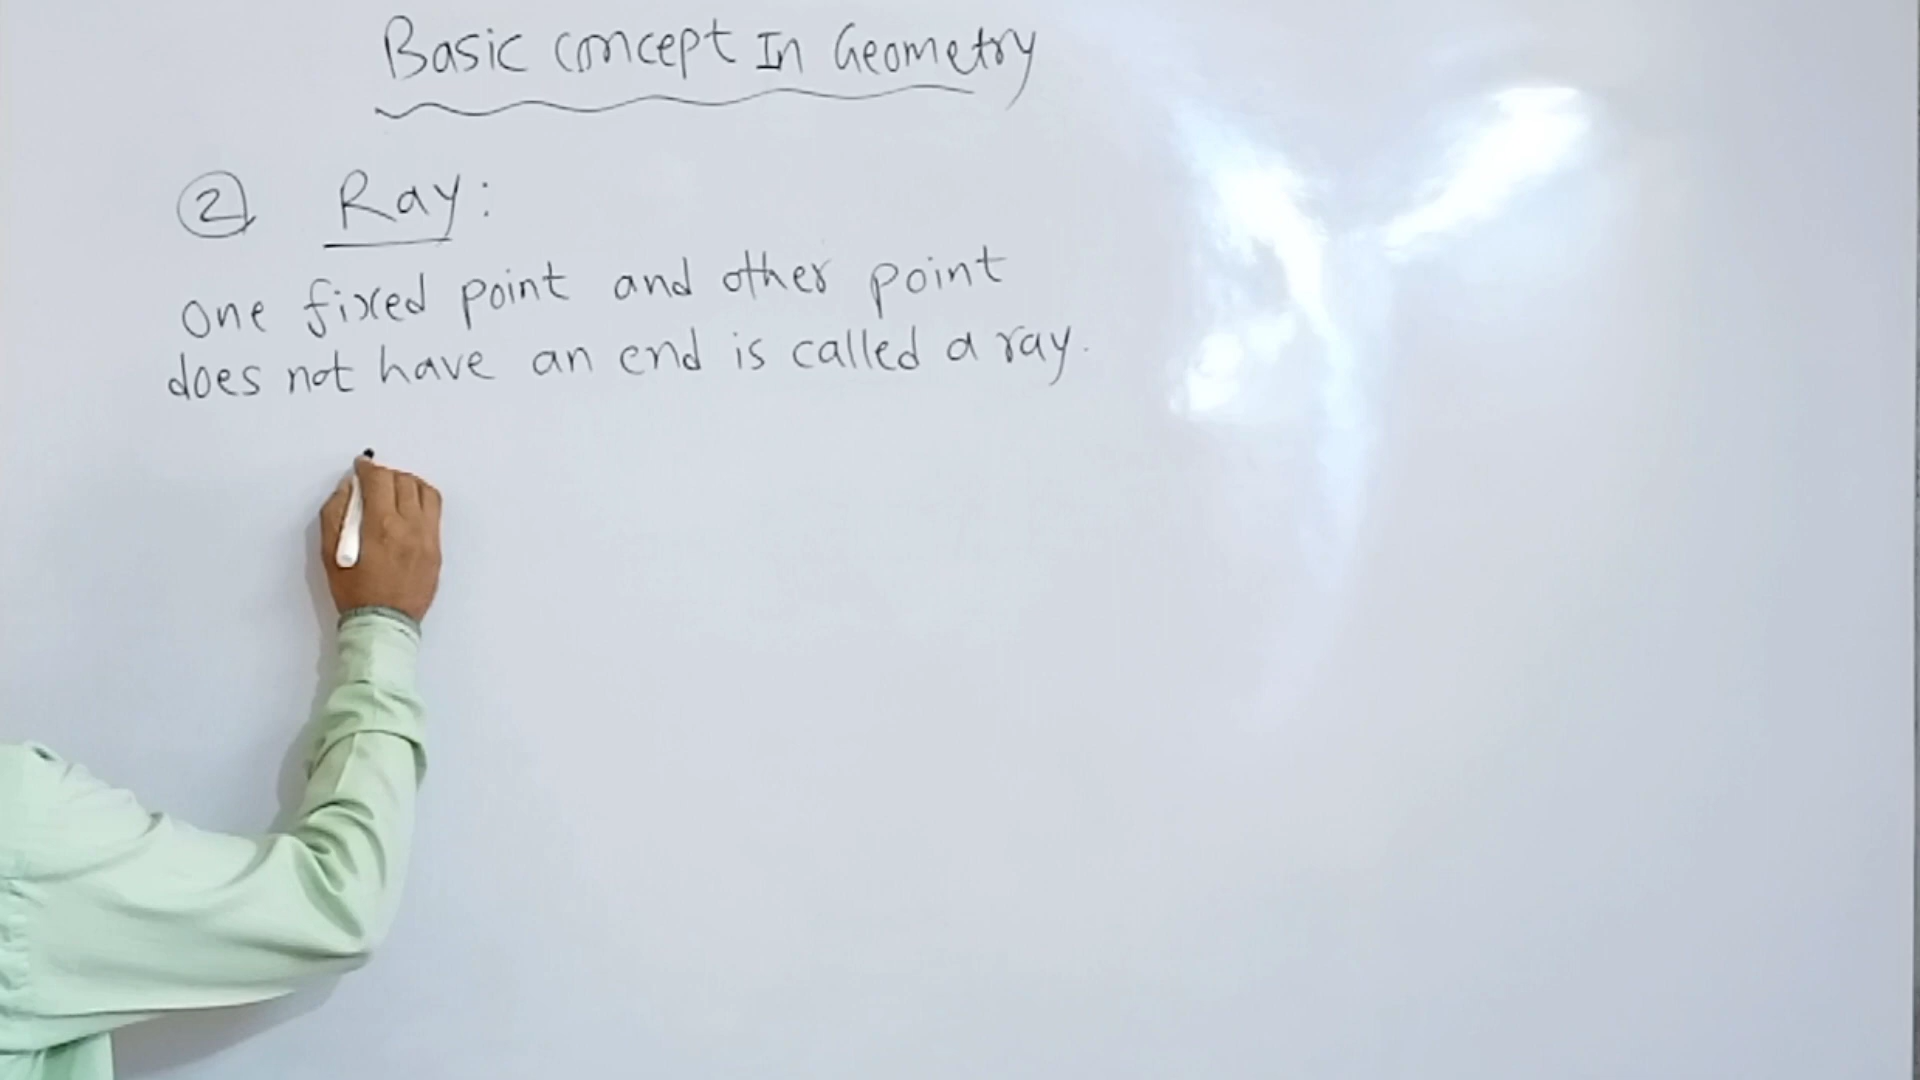 Basic concept In Geometry
② Ray:
One fixed point and other point
does not have an end is called a ray.